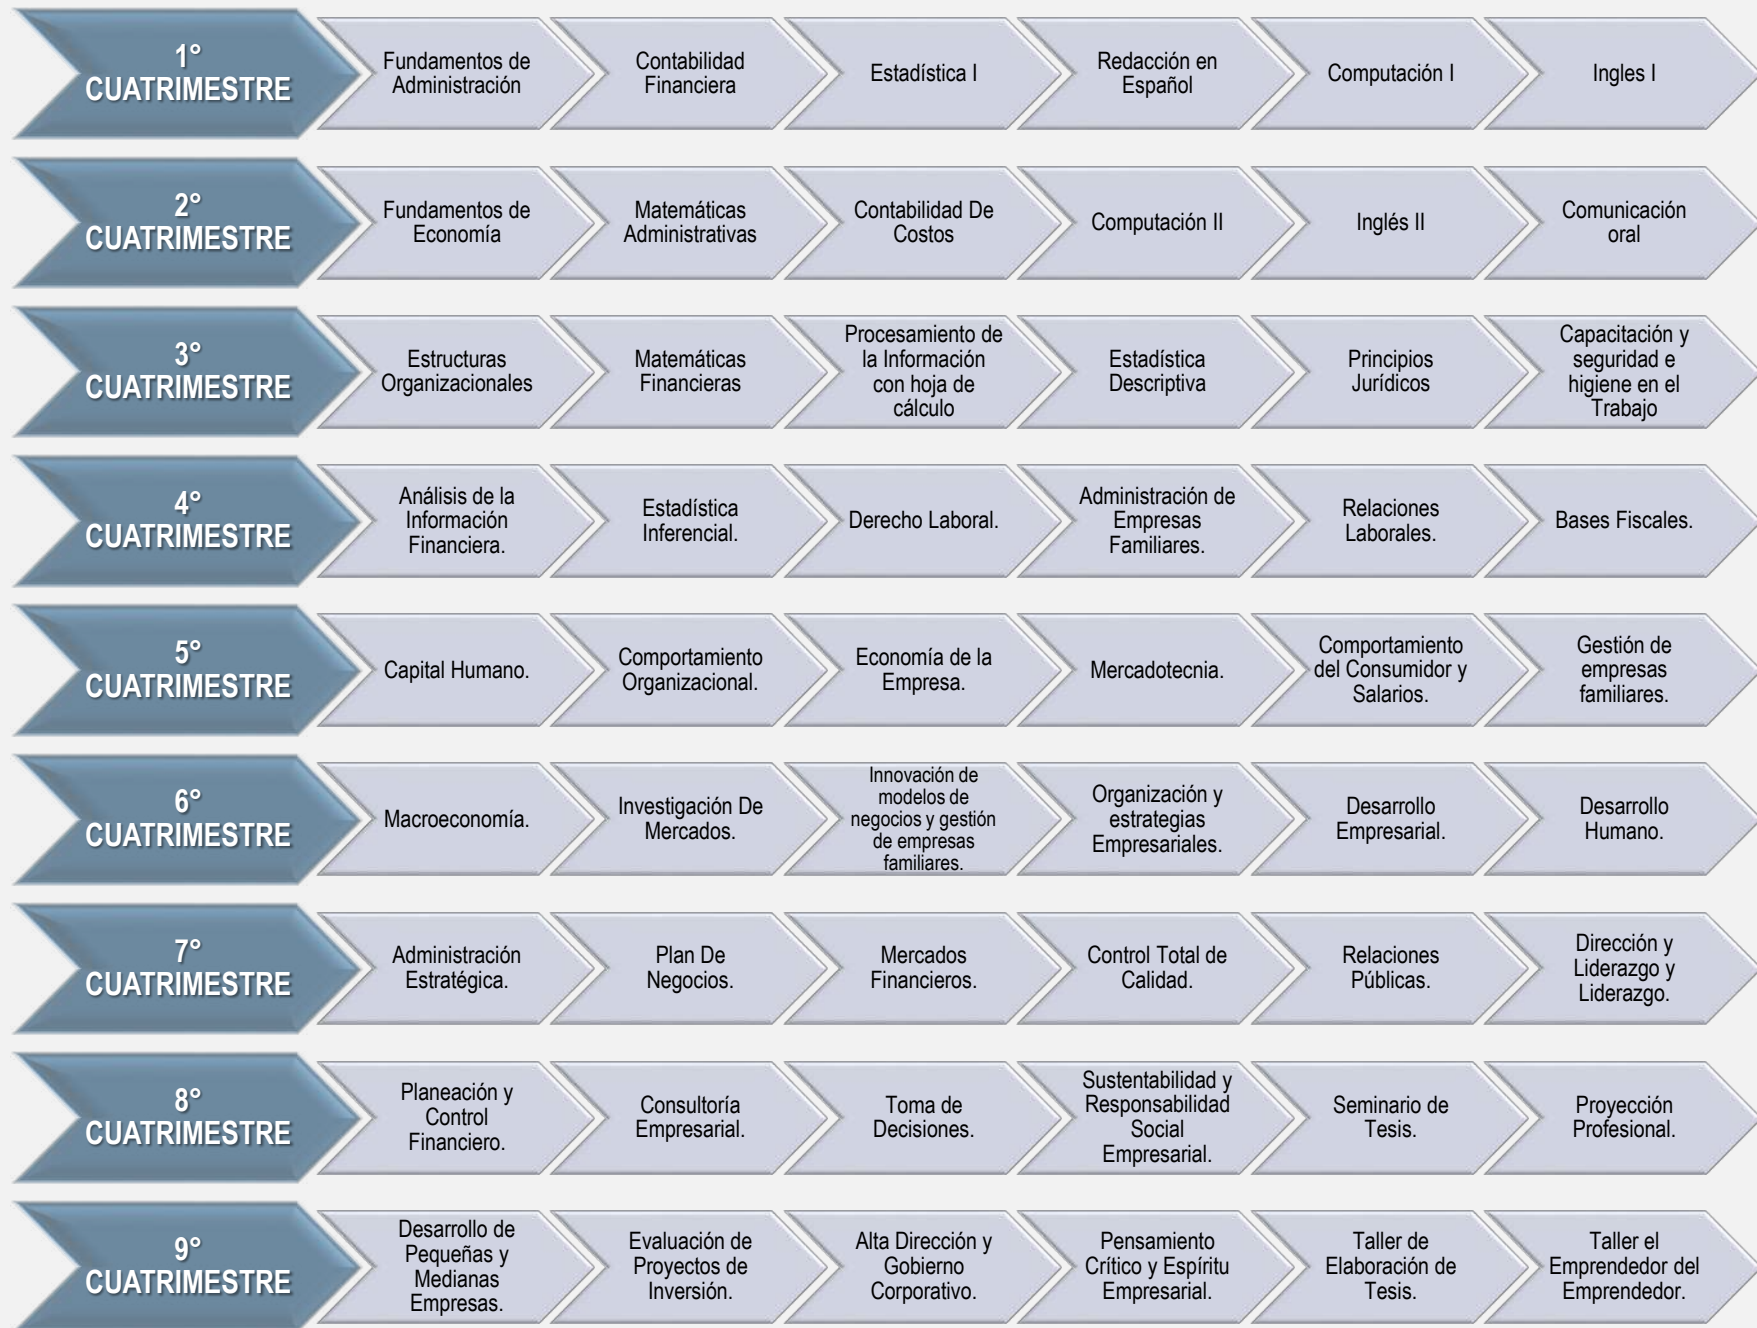 1°
CUATRIMESTRE
Fundamentos de
Administración
Contabilidad
Financiera
Estadística I
Redacción en
Español
Computación I
Ingles I
2°
CUATRIMESTRE
Fundamentos de
Economía
Matemáticas
Administrativas
Contabilidad De
Costos
Computación II
Inglés II
Comunicación
oral
3°
CUATRIMESTRE
Estructuras
Organizacionales
Matemáticas
Financieras
Procesamiento de
la Información
con hoja de
cálculo
Estadística
Descriptiva
Principios
Jurídicos
Capacitación y
seguridad e
higiene en el
Trabajo
4°
CUATRIMESTRE
Análisis de la
Información
Financiera.
Estadística
Inferencial.
Derecho Laboral.
Administración de
Empresas
Familiares.
Relaciones
Laborales.
Bases Fiscales.
5°
CUATRIMESTRE
Capital Humano.
Comportamiento
Organizacional.
Economía de la
Empresa.
Mercadotecnia.
Comportamiento
del Consumidor y
Salarios.
Gestión de
empresas
familiares.
6°
CUATRIMESTRE
Macroeconomía.
Investigación De
Mercados.
Innovación de
modelos de
negocios y gestión
de empresas
familiares.
Organización y
estrategias
Empresariales.
Desarrollo
Empresarial.
Desarrollo
Humano.
7°
CUATRIMESTRE
Administración
Estratégica.
Plan De
Negocios.
Mercados
Financieros.
Control Total de
Calidad.
Relaciones
Públicas.
Dirección y
Liderazgo y
Liderazgo.
8°
CUATRIMESTRE
Planeación y
Control
Financiero.
Consultoría
Empresarial.
Toma de
Decisiones.
Sustentabilidad y
Responsabilidad
Social
Empresarial.
Seminario de
Tesis.
Proyección
Profesional.
9°
CUATRIMESTRE
Desarrollo de
Pequeñas y
Medianas
Empresas.
Evaluación de
Proyectos de
Inversión.
Alta Dirección y
Gobierno
Corporativo.
Pensamiento
Crítico y Espíritu
Empresarial.
Taller de
Elaboración de
Tesis.
Taller el
Emprendedor del
Emprendedor.